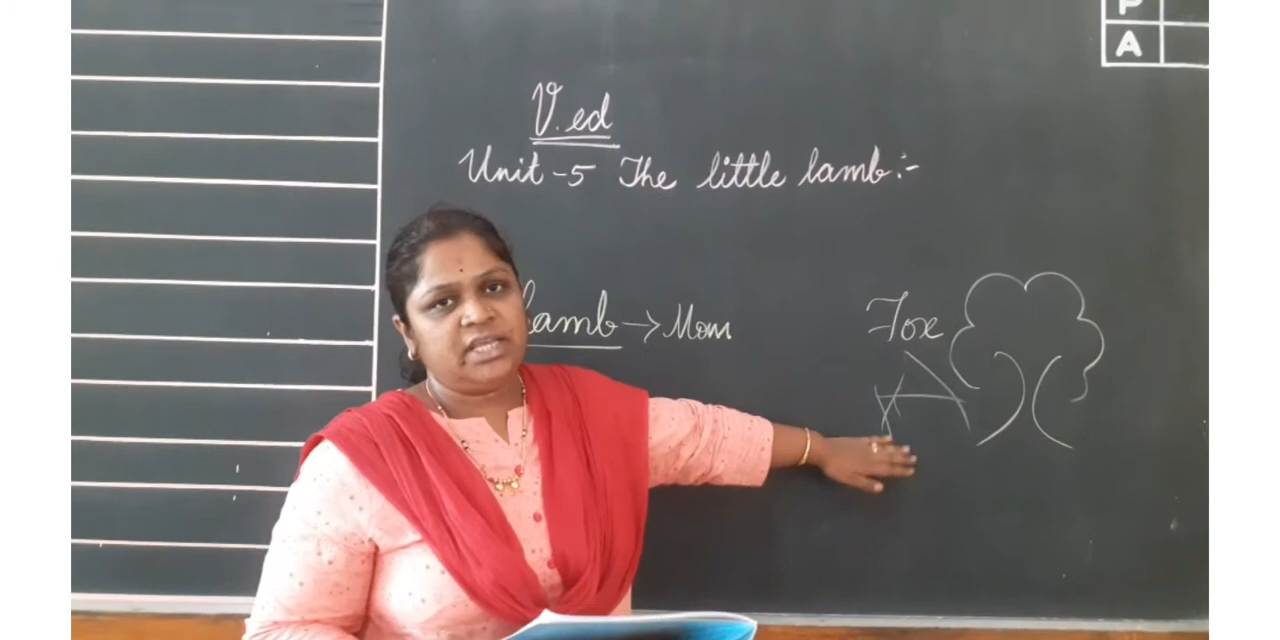 P
A
V.ed
Unit-5 The little lamb:-
lamb → Mom
Fox